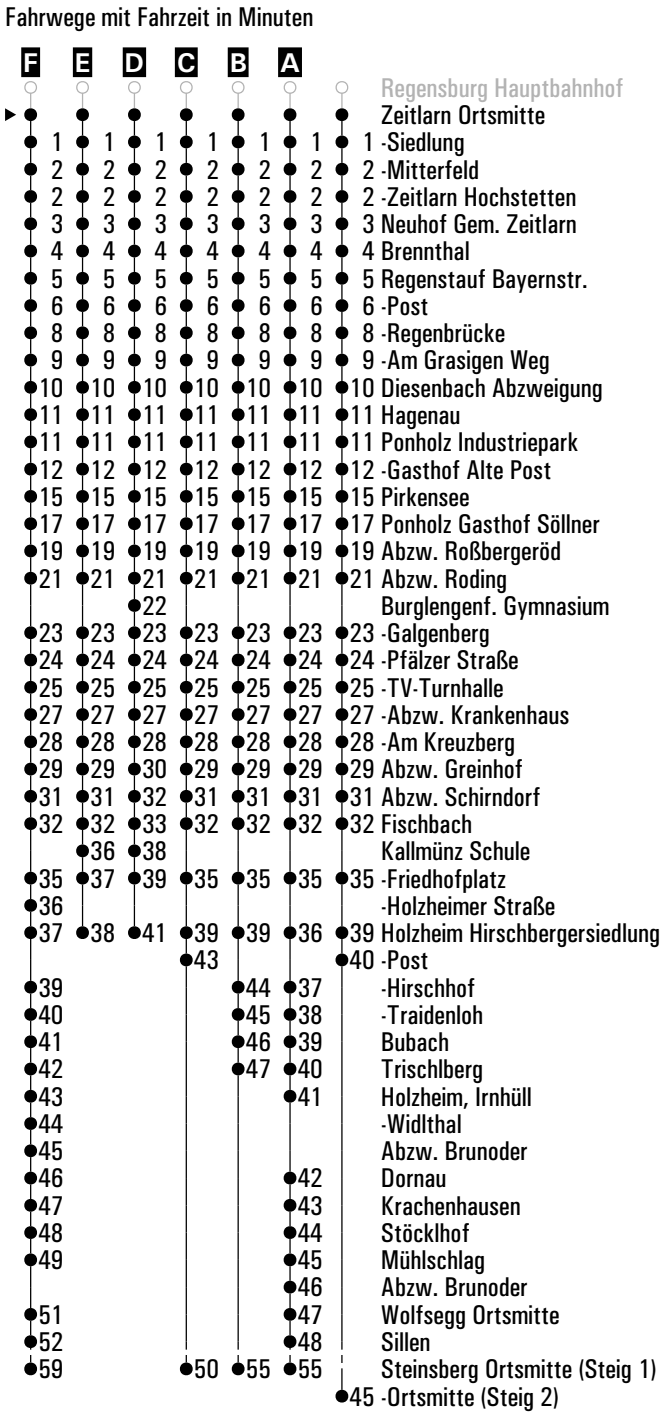 Fahrwege mit Fahrzeit in Minuten
F E D C B A
Regensburg Hauptbahnhof
Zeitlarn Ortsmitte
1 1 1 1 1 1 1 -Siedlung
2 2 2 2 2 2 2 -Mitterfeld
2 2 2 2 2 2 2 -Zeitlarn Hochstetten
3 3 3 3 3 3 3 Neuhof Gem. Zeitlarn
4 4 4 4 4 4 4 Brennthal
5 5 5 5 5 5 5 Regenstauf Bayernstr.
6 6 6 6 6 6 6 -Post
8 8 8 8 8 8 8 -Regenbrücke
9 9 9 9 9 9 9 -Am Grasigen Weg
10 10 10 10 10 10 10 Diesenbach Abzweigung
11 11 11 11 11 11 11 Hagenau
11 11 11 11 11 11 11 Ponholz Industriepark
12 12 12 12 12 12 12 -Gasthof Alte Post
15 15 15 15 15 15 15 Pirkensee
17 17 17 17 17 17 17 Ponholz Gasthof Söllner
19 19 19 19 19 19 19 Abzw. Roßbergeröd
21 21 21 21 21 21 21 Abzw. Roding
22 Burglengenf. Gymnasium
23 23 23 23 23 23 23 -Galgenberg
24 24 24 24 24 24 24 -Pfälzer Straße
25 25 25 25 25 25 25 -TV-Turnhalle
27 27 27 27 27 27 27 -Abzw. Krankenhaus
28 28 28 28 28 28 28 -Am Kreuzberg
29 29 30 29 29 29 29 Abzw. Greinhof
31 31 32 31 31 31 31 Abzw. Schirndorf
32 32 33 32 32 32 32 Fischbach
36 38 Kallmünz Schule
35 37 39 35 35 35 35 -Friedhofplatz
36 -Holzheimer Straße
37 38 41 39 39 36 39 Holzheim Hirschbergersiedlung
43 40 -Post
39 44 37 -Hirschhof
40 45 38 -Traidenloh
41 46 39 Bubach
42 47 40 Trischlberg
43 41 Holzheim, Irnhüll
44 -Widlthal
45 Abzw. Brunoder
46 42 Dornau
47 43 Krachenhausen
48 44 Stöcklhof
49 45 Mühlschlag
46 Abzw. Brunoder
51 47 Wolfsegg Ortsmitte
52 48 Sillen
59 50 55 55 Steinsberg Ortsmitte (Steig 1)
45 -Ortsmitte (Steig 2)